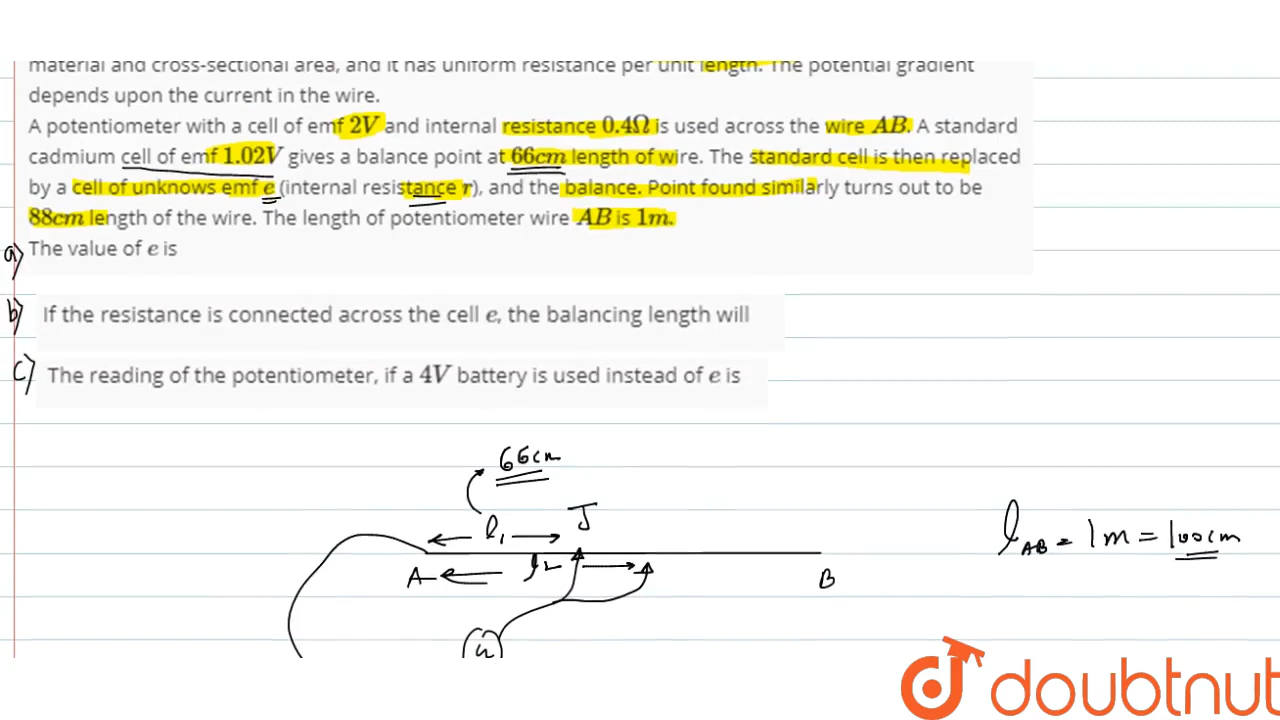 material and cross-sectional area, and it has uniform resistance per unit length. The potential gradient
depends upon the current in the wire.
A potentiometer with a cell of emf 2V and internal resistance 0.4Ω is used across the wire AB. A standard
cadmium cell of emf 1.02V gives a balance point at 66cm length of wire. The standard cell is then replaced
by a cell of unknows emf e (internal resistance r), and the balance. Point found similarly turns out to be
88cm length of the wire. The length of potentiometer wire AB is 1m.
a) The value of e is
b) If the resistance is connected across the cell e, the balancing length will
c) The reading of the potentiometer, if a 4V battery is used instead of e is
66cm
l₁ J
l_AB = 1m = 100cm
A l₂ B
doubtnut